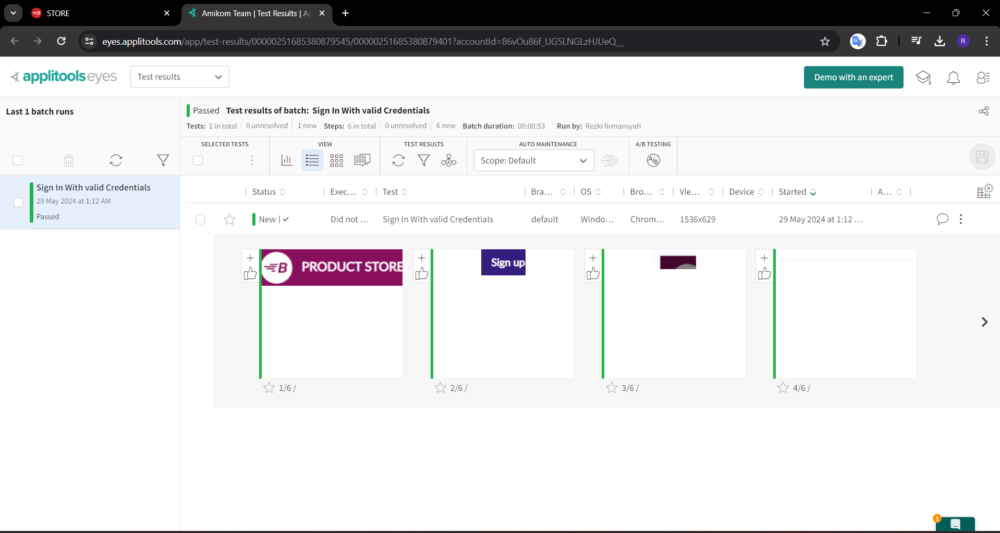 STORE
Amikom Team | Test Results | Ap
eyes.applitools.com/app/test-results/00000251685380879545/00000251685380879401?accountId=86vOu86f_UG5LNGLzHJUeQ__
R
applitools eyes
Test results
Demo with an expert
Last 1 batch runs
Passed Test results of batch: Sign In With valid Credentials
Tests: 1 in total 0 unresolved 1 new Steps: 6 in total 0 unresolved 6 new Batch duration: 00:00:53 Run by: Rezki firmansyah
SELECTED TESTS VIEW TEST RESULTS AUTO MAINTENANCE A/B TESTING
Scope: Default
A/B
Sign In With valid Credentials
29 May 2024 at 1:12 AM
Passed
Status Exec... Test Bra... OS Bro... Vie... Device Started A...
New | Did not ... Sign In With valid Credentials default Windo... Chrom... 1536x629 29 May 2024 at 1:12 ...
B PRODUCT STORE
Sign up
1/6 / 2/6 / 3/6 / 4/6 /
1